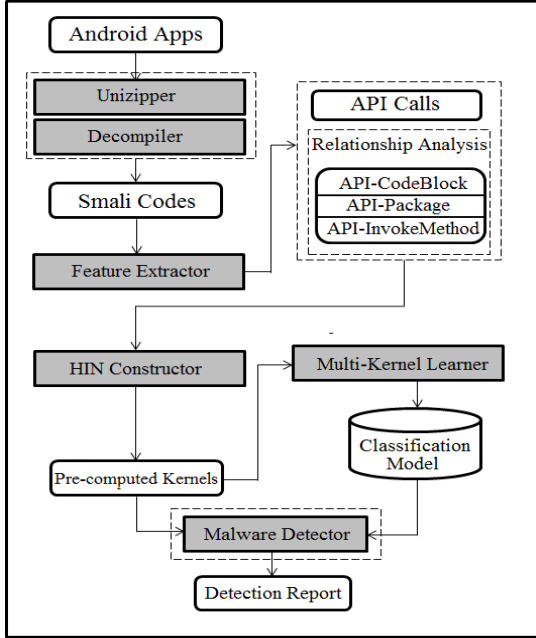 Android Apps
Unizipper
Decompiler
Smali Codes
Feature Extractor
API Calls
Relationship Analysis
API-CodeBlock
API-Package
API-InvokeMethod
HIN Constructor
Multi-Kernel Learner
Pre-computed Kernels
Classification
Model
Malware Detector
Detection Report